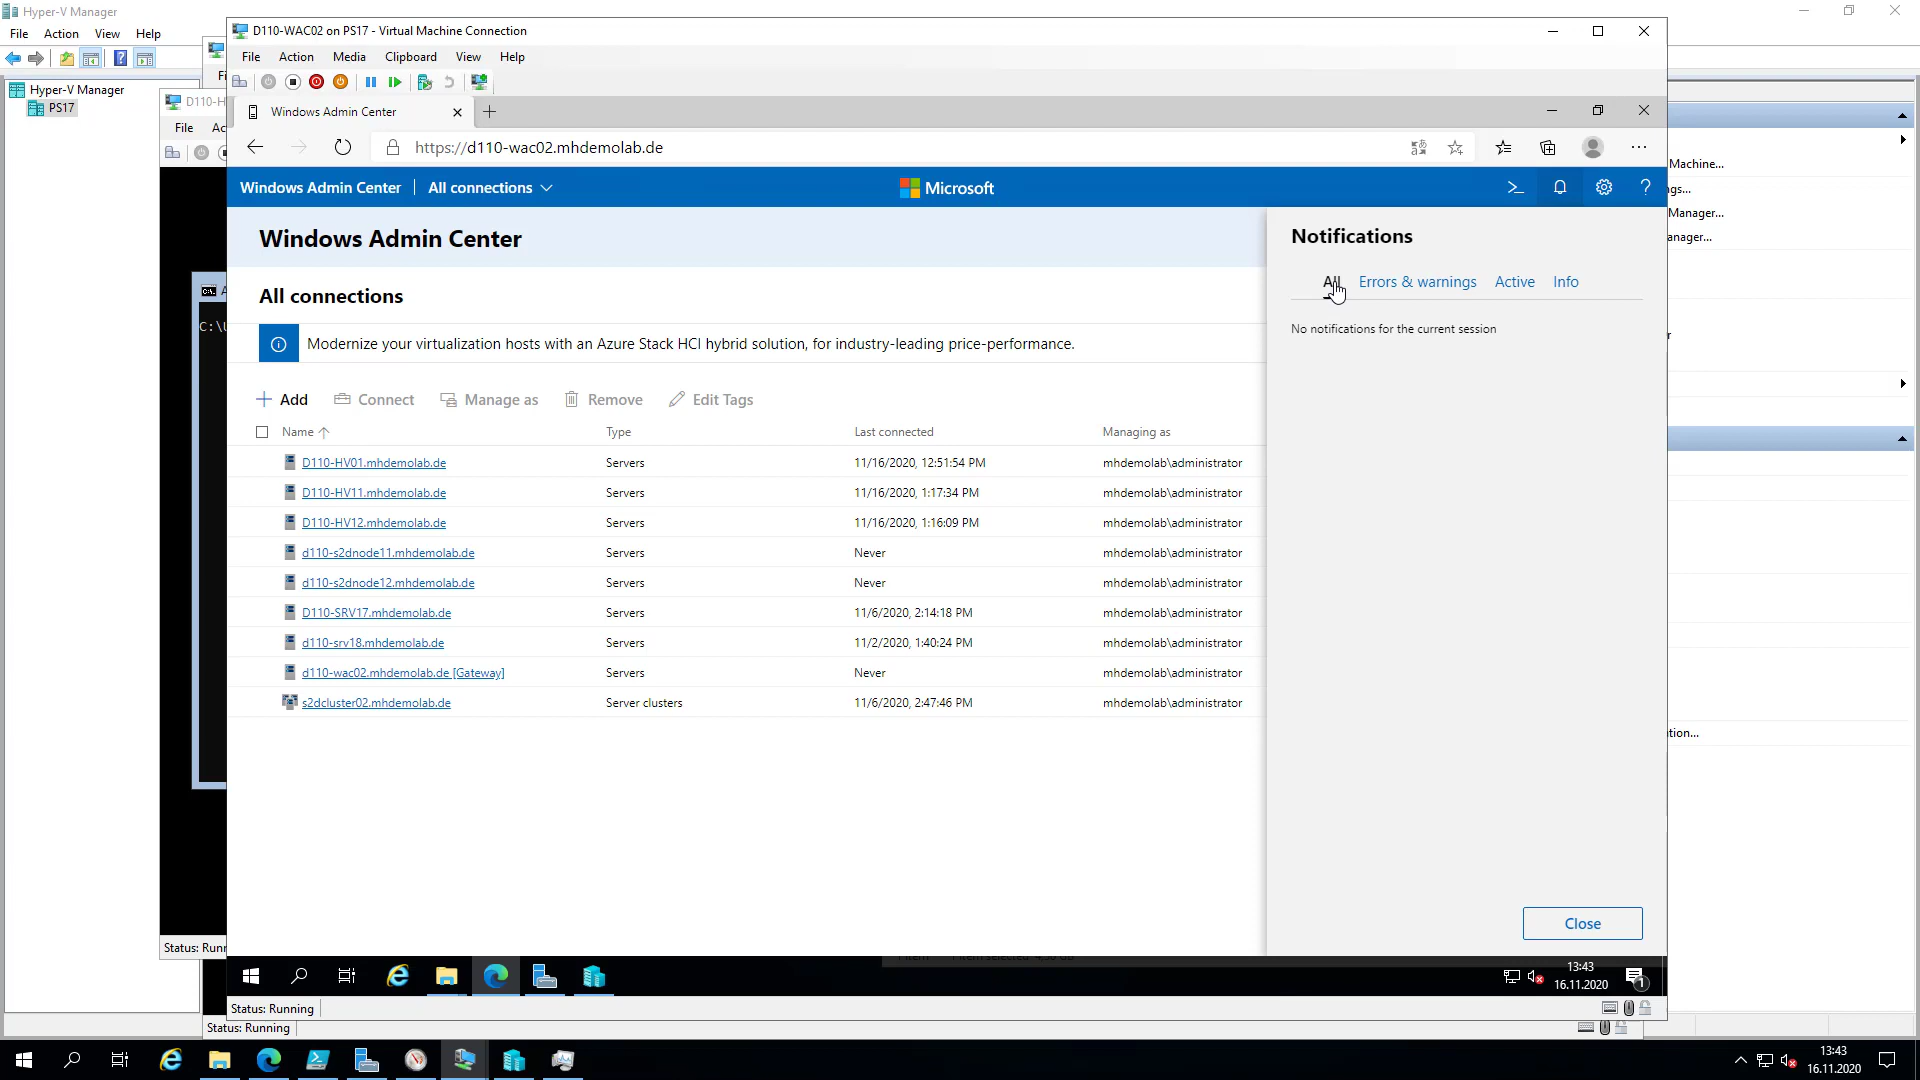 Hyper-V Manager
File Action View Help
Hyper-V Manager
PS17
D110-H
File Ac
C:\U
Status: Runr
Status: Running
D110-WAC02 on PS17 - Virtual Machine Connection
File Action Media Clipboard View Help
Windows Admin Center
https://d110-wac02.mhdemolab.de
Windows Admin Center | All connections
Microsoft
>_ ?
Windows Admin Center
All connections
Modernize your virtualization hosts with an Azure Stack HCI hybrid solution, for industry-leading price-performance.
Add Connect Manage as Remove Edit Tags
Name Type Last connected Managing as
D110-HV01.mhdemolab.de Servers 11/16/2020, 12:51:54 PM mhdemolab\administrator
D110-HV11.mhdemolab.de Servers 11/16/2020, 1:17:34 PM mhdemolab\administrator
D110-HV12.mhdemolab.de Servers 11/16/2020, 1:16:09 PM mhdemolab\administrator
d110-s2dnode11.mhdemolab.de Servers Never mhdemolab\administrator
d110-s2dnode12.mhdemolab.de Servers Never mhdemolab\administrator
D110-SRV17.mhdemolab.de Servers 11/6/2020, 2:14:18 PM mhdemolab\administrator
d110-srv18.mhdemolab.de Servers 11/2/2020, 1:40:24 PM mhdemolab\administrator
d110-wac02.mhdemolab.de [Gateway] Servers Never mhdemolab\administrator
s2dcluster02.mhdemolab.de Server clusters 11/6/2020, 2:47:46 PM mhdemolab\administrator
Notifications
All Errors & warnings Active Info
No notifications for the current session
Close
13:43
16.11.2020
1
Status: Running
Machine...
gs...
Manager...
anager...
r
tion...
13:43
16.11.2020